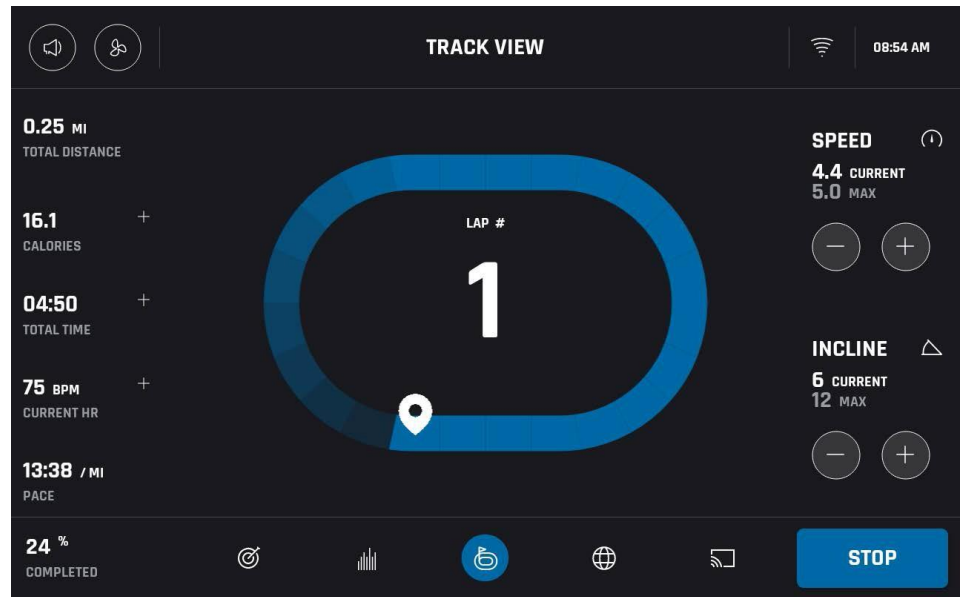 TRACK VIEW
08:54 AM
0.25 MI
TOTAL DISTANCE
16.1
CALORIES
04:50
TOTAL TIME
75 BPM
CURRENT HR
13:38 / MI
PACE
LAP #
1
SPEED
4.4 CURRENT
5.0 MAX
INCLINE
6 CURRENT
12 MAX
24 %
COMPLETED
STOP